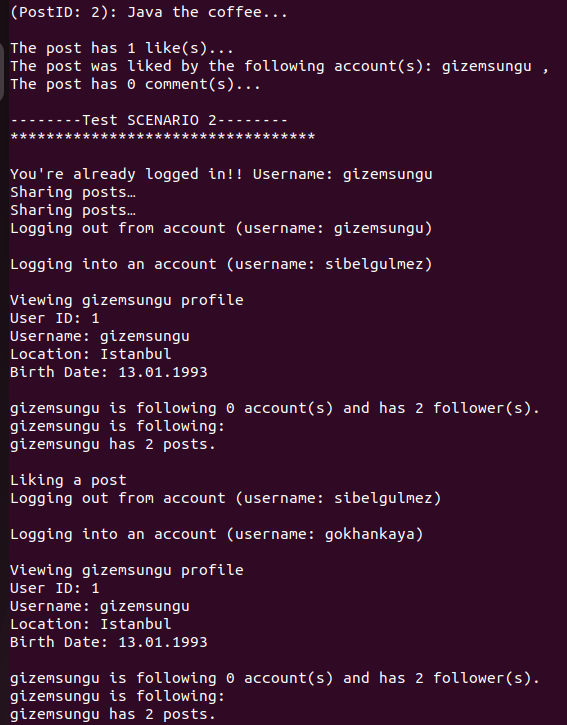 (PostID: 2): Java the coffee...
The post has 1 like(s)...
The post was liked by the following account(s): gizemsungu ,
The post has 0 comment(s)...
--------Test SCENARIO 2--------
**********************************
You're already logged in!! Username: gizemsungu
Sharing posts…
Sharing posts…
Logging out from account (username: gizemsungu)
Logging into an account (username: sibelgulmez)
Viewing gizemsungu profile
User ID: 1
Username: gizemsungu
Location: Istanbul
Birth Date: 13.01.1993
gizemsungu is following 0 account(s) and has 2 follower(s).
gizemsungu is following:
gizemsungu has 2 posts.
Liking a post
Logging out from account (username: sibelgulmez)
Logging into an account (username: gokhankaya)
Viewing gizemsungu profile
User ID: 1
Username: gizemsungu
Location: Istanbul
Birth Date: 13.01.1993
gizemsungu is following 0 account(s) and has 2 follower(s).
gizemsungu is following:
gizemsungu has 2 posts.